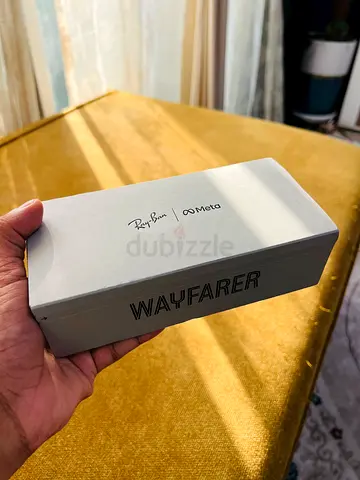 Ray-Ban | Meta
dubizzle
WAYFARER